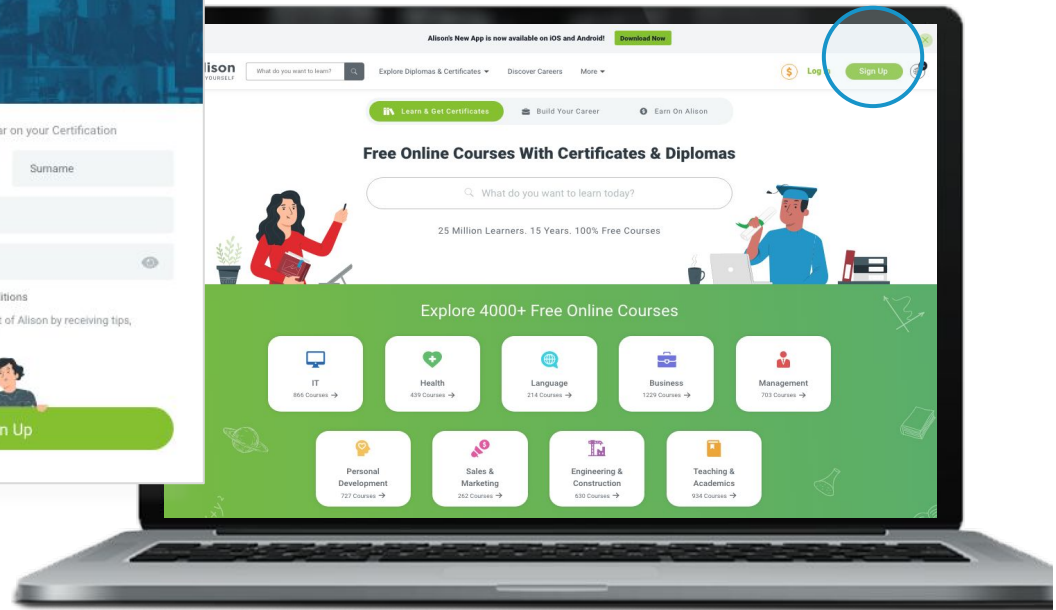 ar on your Certification
Surname
itions
t of Alison by receiving tips,
n Up
Alison's New App is now available on iOS and Android! Download Now
lison
YOURSELF
What do you want to learn?
Explore Diplomas & Certificates
Discover Careers
More
$
Log
Sign Up
Learn & Get Certificates
Build Your Career
Earn On Alison
Free Online Courses With Certificates & Diplomas
What do you want to learn today?
25 Million Learners. 15 Years. 100% Free Courses
Explore 4000+ Free Online Courses
IT
866 Courses →
Health
439 Courses →
Language
214 Courses →
Business
1229 Courses →
Management
703 Courses →
Personal
Development
727 Courses →
Sales &
Marketing
262 Courses →
Engineering &
Construction
630 Courses →
Teaching &
Academics
934 Courses →